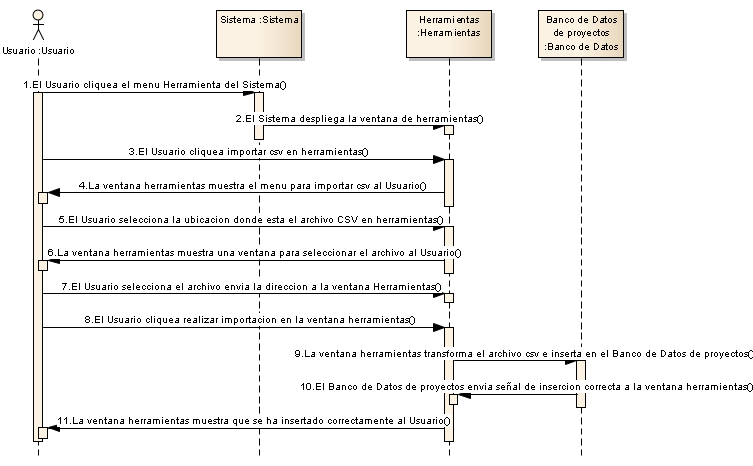 Usuario :Usuario
Sistema :Sistema
Herramientas
:Herramientas
Banco de Datos
de proyectos
:Banco de Datos
1.El Usuario cliquea el menu Herramienta del Sistema()
2.El Sistema despliega la ventana de herramientas()
3.El Usuario cliquea importar csv en herramientas()
4.La ventana herramientas muestra el menu para importar csv al Usuario()
5.El Usuario selecciona la ubicacion donde esta el archivo CSV en herramientas()
6.La ventana herramientas muestra una ventana para seleccionar el archivo al Usuario()
7.El Usuario selecciona el archivo envia la direccion a la ventana Herramientas()
8.El Usuario cliquea realizar importacion en la ventana herramientas()
9.La ventana herramientas transforma el archivo csv e inserta en el Banco de Datos de proyectos()
10.El Banco de Datos de proyectos envia señal de insercion correcta a la ventana herramientas()
11.La ventana herramientas muestra que se ha insertado correctamente al Usuario()